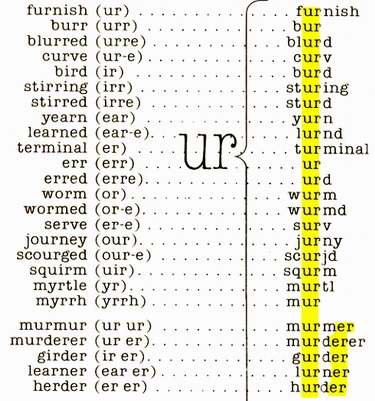 furnish (ur) . . . . . . . . . . . . furnish
burr (urr) . . . . . . . . . . . . bur
blurred (urre) . . . . . . . . . . . . blurd
curve (ur-e) . . . . . . . . . . . . curv
bird (ir) . . . . . . . . . . . . burd
stirring (irr) . . . . . . . . . . . . sturing
stirred (irre) . . . . . . . . . . . . sturd
yearn (ear) . . . . . . . . . . . . yurn
learned (ear-e). . . . . . . . . . . . lurnd
terminal (er) . . . . . . . . . . . . turminal
ur
err (err) . . . . . . . . . . . . ur
erred (erre). . . . . . . . . . . . urd
worm (or) . . . . . . . . . . . . wurm
wormed (or-e). . . . . . . . . . . . wurmd
serve (er-e) . . . . . . . . . . . . surv
journey (our). . . . . . . . . . . . jurny
scourged (our-e) . . . . . . . . . . . . scurjd
squirm (uir) . . . . . . . . . . . . squrm
myrtle (yr) . . . . . . . . . . . . murtl
myrrh (yrrh) . . . . . . . . . . . . mur
murmur (ur ur) . . . . . . . . . . . . murmer
murderer (ur er) . . . . . . . . . . . . murderer
girder (ir er) . . . . . . . . . . . . gurder
learner (ear er) . . . . . . . . . . . . lurner
herder (er er) . . . . . . . . . . . . hurder